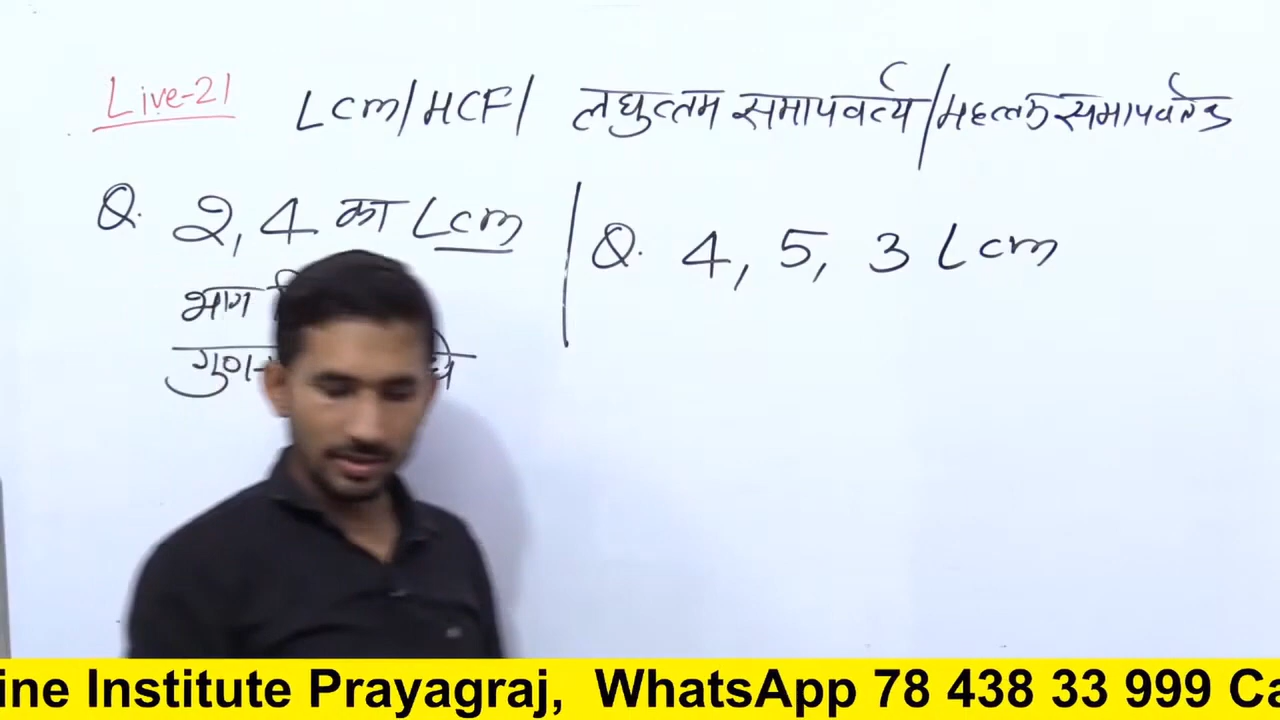 Live-21 Lcm/HCF/ लघुत्तम समापवर्त्य/महत्तम समापवर्तक
Q. 2, 4 का Lcm
भाग
गुण
Q. 4, 5, 3 Lcm
ine Institute Prayagraj, WhatsApp 78 438 33 999 Ca